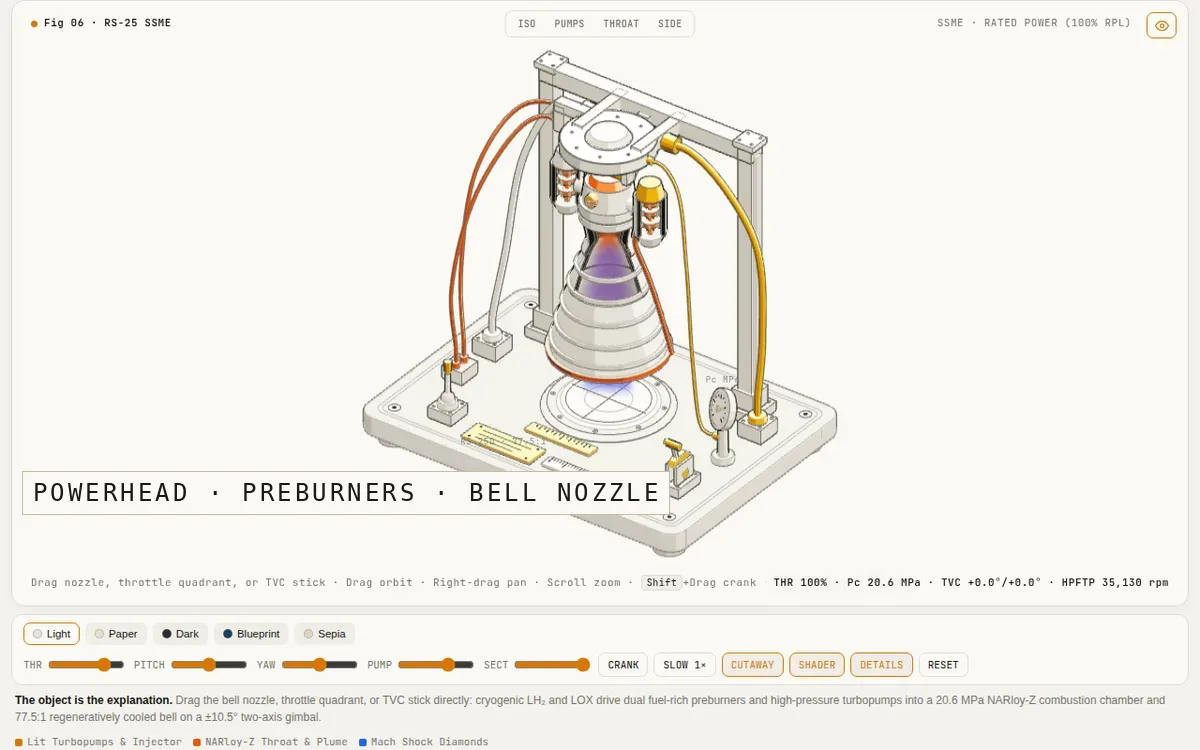 Fig 06 · RS-25 SSME
ISO PUMPS THROAT SIDE
SSME · RATED POWER (100% RPL)
Pc MPa
POWERHEAD · PREBURNERS · BELL NOZZLE
Drag nozzle, throttle quadrant, or TVC stick · Drag orbit · Right-drag pan · Scroll zoom · Shift+Drag crank
THR 100% · Pc 20.6 MPa · TVC +0.0°/+0.0° · HPFTP 35,130 rpm
Light Paper Dark Blueprint Sepia
THR PITCH YAW PUMP SECT CRANK SLOW 1× CUTAWAY SHADER DETAILS RESET
The object is the explanation. Drag the bell nozzle, throttle quadrant, or TVC stick directly: cryogenic LH₂ and LOX drive dual fuel-rich preburners and high-pressure turbopumps into a 20.6 MPa NARloy-Z combustion chamber and
77.5:1 regeneratively cooled bell on a ±10.5° two-axis gimbal.
Lit Turbopumps & Injector NARloy-Z Throat & Plume Mach Shock Diamonds